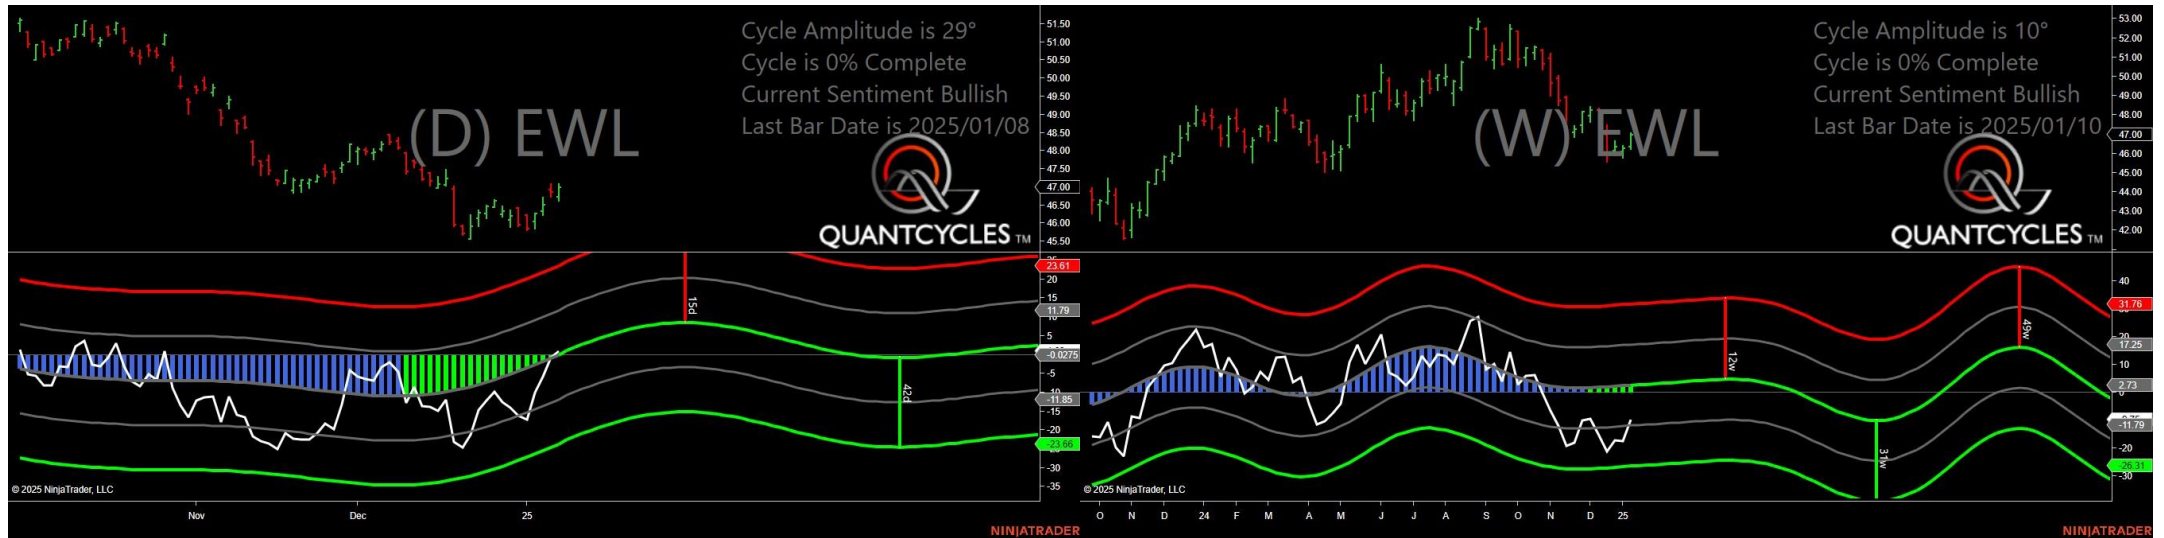 Cycle Amplitude is 29°
Cycle is 0% Complete
Current Sentiment Bullish
Last Bar Date is 2025/01/08
(D) EWL
QUANTCYCLES TM
51.50
51.00
50.50
50.00
49.50
49.00
48.50
48.00
47.50
47.00
46.50
46.00
45.50
23.61
20
15
11.79
10
5
-0.0275
-5
-10
-11.85
-15
-20
-23.66
-30
-35
15d
42d
© 2025 NinjaTrader, LLC
Nov
Dec
25
NINJATRADER
Cycle Amplitude is 10°
Cycle is 0% Complete
Current Sentiment Bullish
Last Bar Date is 2025/01/10
(W) EWL
QUANTCYCLES TM
53.00
52.00
51.00
50.00
49.00
48.00
47.00
46.00
45.00
44.00
43.00
42.00
40
31.76
20
17.25
10
2.73
0
-11.79
-20
-26.31
-30
12w
31w
49w
© 2025 NinjaTrader, LLC
O N D 24 F M A M J J A S O N D 25
NINJATRADER